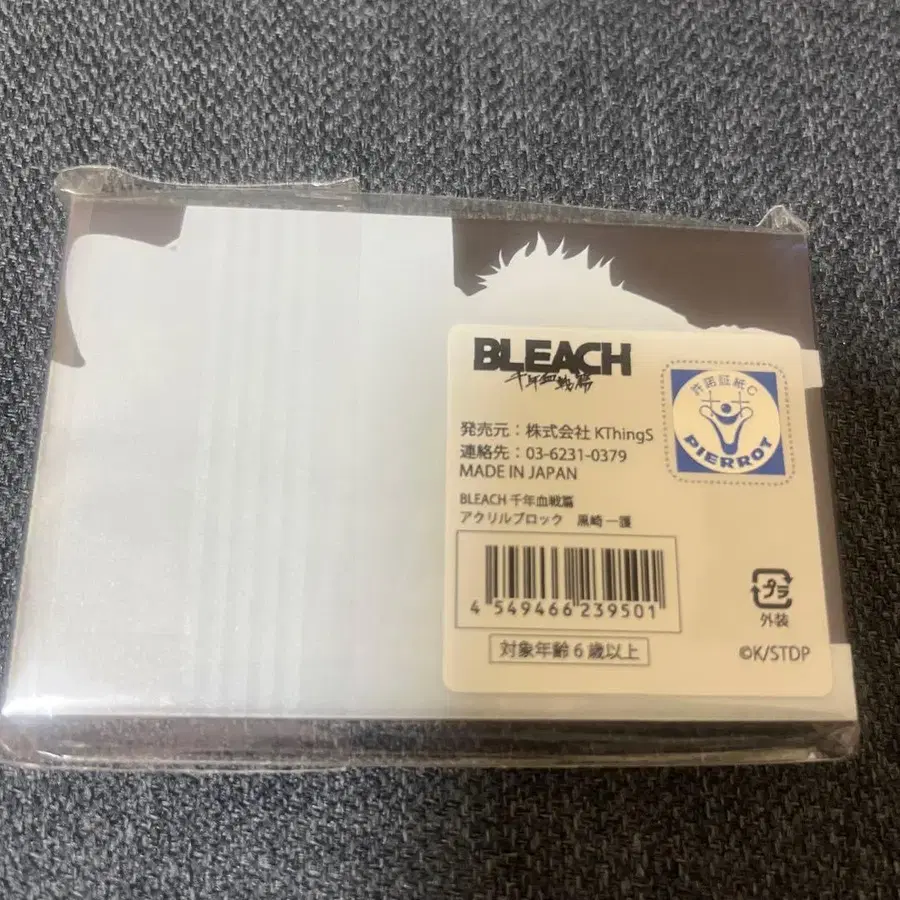 BLEACH
千年血戦篇
許諾証紙C
PIERROT
発売元：株式会社 KThingS
連絡先：03-6231-0379
MADE IN JAPAN
BLEACH 千年血戦篇
アクリルブロック 黒崎一護
4 549466 239501
対象年齢 6 歳以上
プラ
外装
©K/STDP